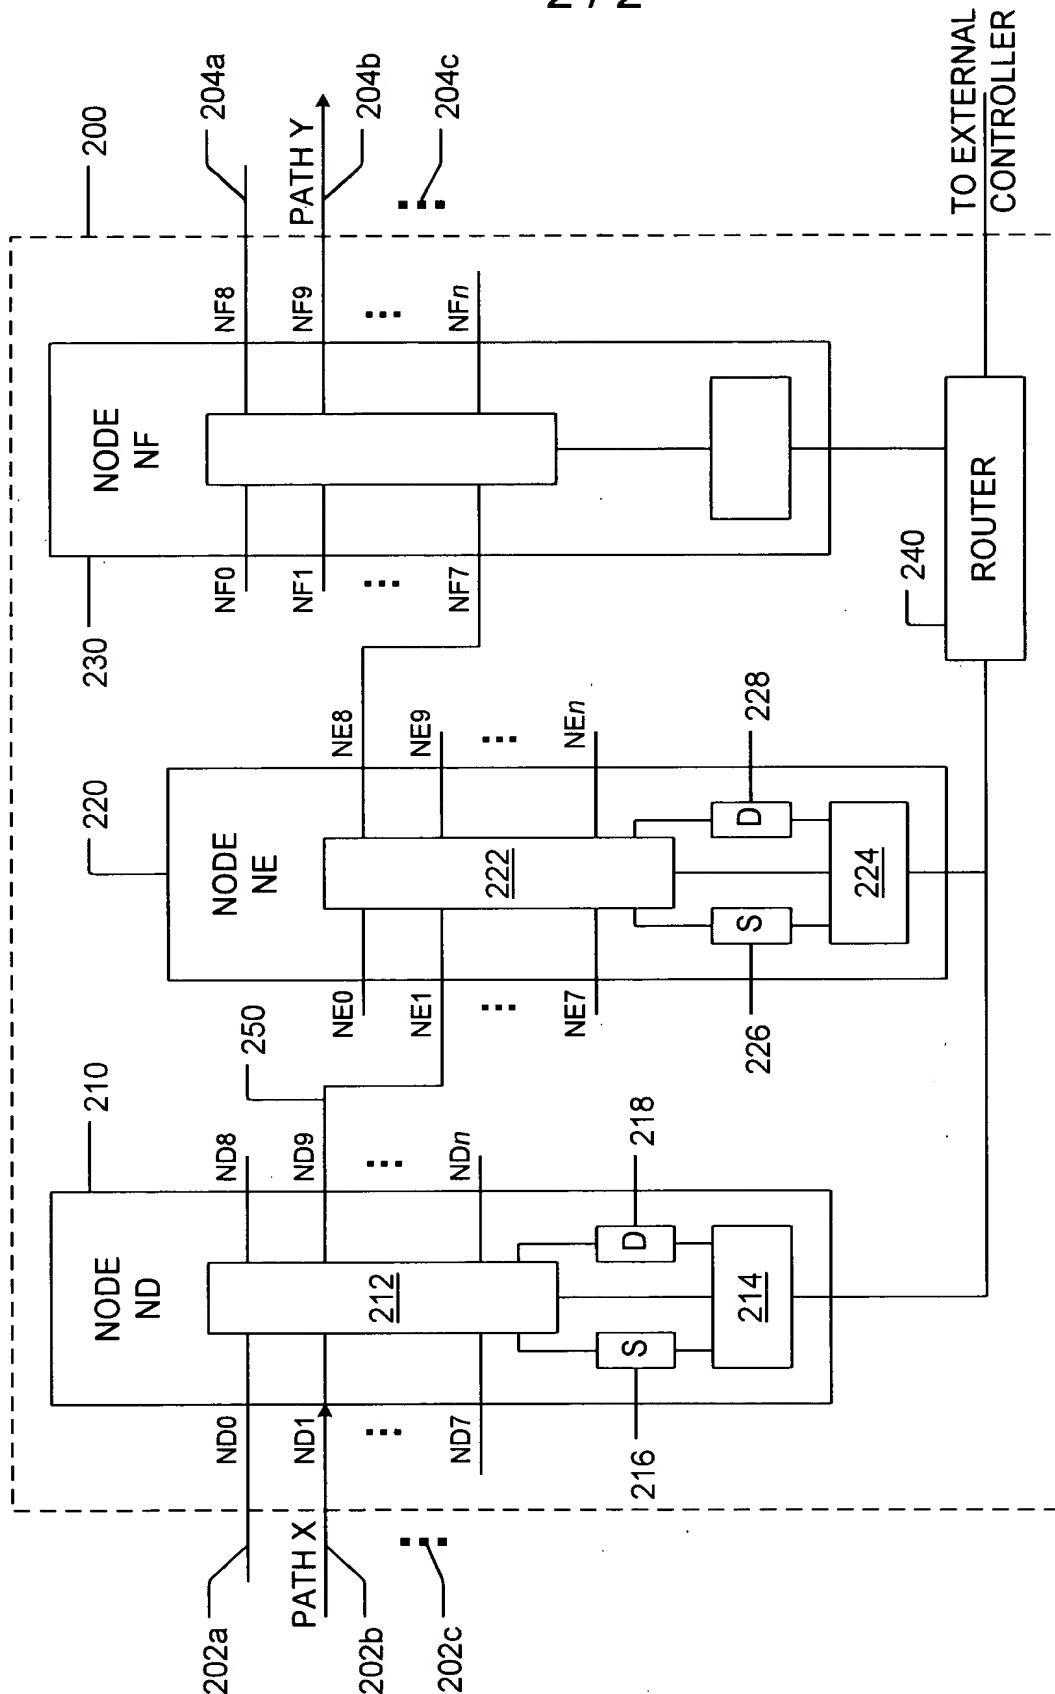 2 / 2
200
204a
PATH Y
204b
204c
TO EXTERNAL
CONTROLLER
NODE
NF
NF8
NF9
NFn
NF0
NF1
NF7
230
240
ROUTER
220
NODE
NE
NE8
NE9
NEn
222
D
228
S
226
224
NE0
NE1
NE7
250
210
NODE
ND
ND8
ND9
NDn
212
D
218
S
216
214
ND0
ND1
ND7
202a
PATH X
202b
202c